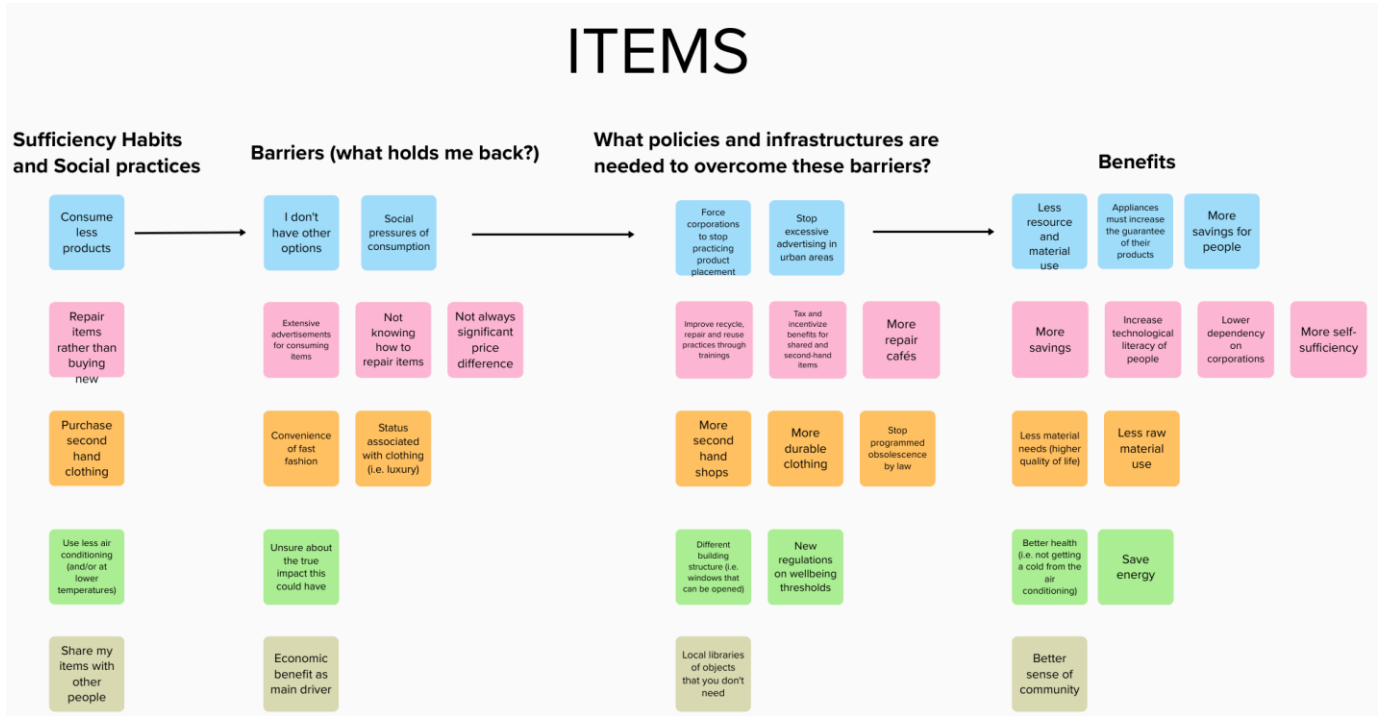 ITEMS
Sufficiency Habits
and Social practices
Barriers (what holds me back?)
What policies and infrastructures are
needed to overcome these barriers?
Benefits
Consume
less
products
I don't
have other
options
Social
pressures of
consumption
Force
corporations
to stop
practicing
product
placement
Stop
excessive
advertising in
urban areas
Less
resource
and
material
use
Appliances
must increase
the guarantee
of their
products
More
savings for
people
Repair
items
rather than
buying
new
Extensive
advertisements
for consuming
items
Not
knowing
how to
repair items
Not always
significant
price
difference
Improve recycle,
repair and reuse
practices through
trainings
Tax and
incentivize
benefits for
shared and
second-hand
items
More
repair
cafés
More
savings
Increase
technological
literacy of
people
Lower
dependency
on
corporations
More self-
sufficiency
Purchase
second
hand
clothing
Convenience
of fast
fashion
Status
associated
with clothing
(i.e. luxury)
More
second
hand
shops
More
durable
clothing
Stop
programmed
obsolescence
by law
Less material
needs (higher
quality of life)
Less raw
material
use
Use less air
conditioning
(and/or at
lower
temperatures)
Unsure about
the true
impact this
could have
Different
building
structure (i.e.
windows that
can be opened)
New
regulations
on wellbeing
thresholds
Better health
(i.e. not getting
a cold from the
air
conditioning)
Save
energy
Share my
items with
other
people
Economic
benefit as
main driver
Local libraries
of objects
that you don't
need
Better
sense of
community